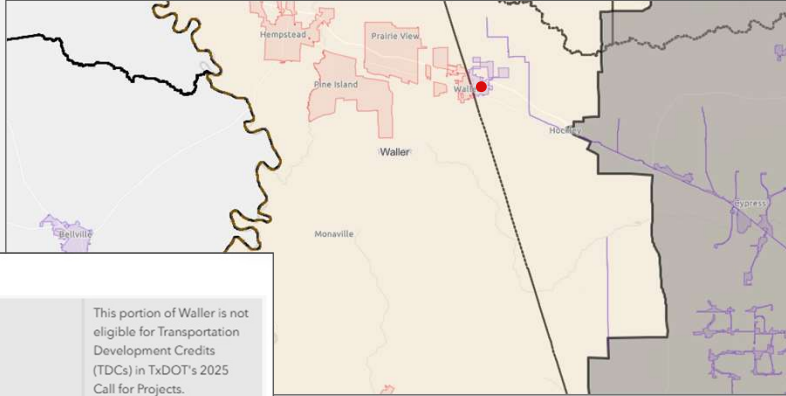 Hempstead
Prairie View
Pine Island
Waller
Hockley
Waller
Cypress
Bellville
Monaville
This portion of Waller is not
eligible for Transportation
Development Credits
(TDCs) in TxDOT's 2025
Call for Projects.